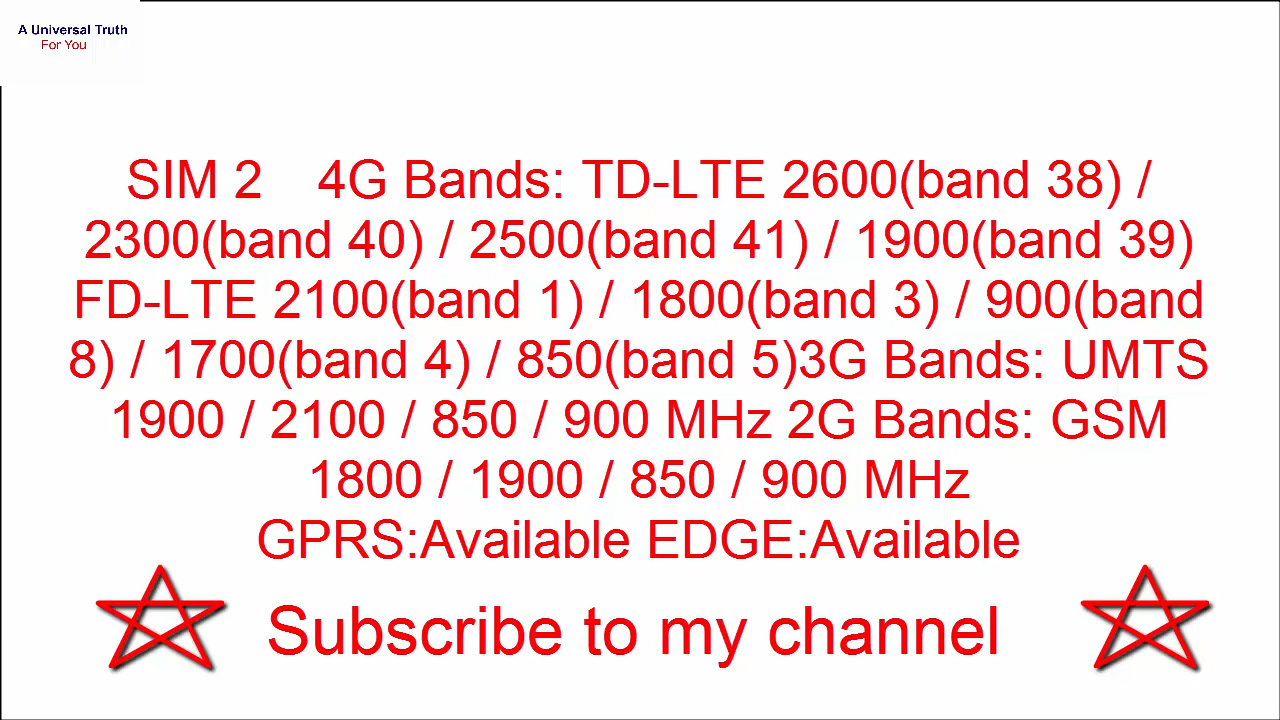 A Universal Truth
For You
SIM 2    4G Bands: TD-LTE 2600(band 38) /
2300(band 40) / 2500(band 41) / 1900(band 39)
FD-LTE 2100(band 1) / 1800(band 3) / 900(band
8) / 1700(band 4) / 850(band 5)3G Bands: UMTS
1900 / 2100 / 850 / 900 MHz 2G Bands: GSM
1800 / 1900 / 850 / 900 MHz
GPRS:Available EDGE:Available
Subscribe to my channel